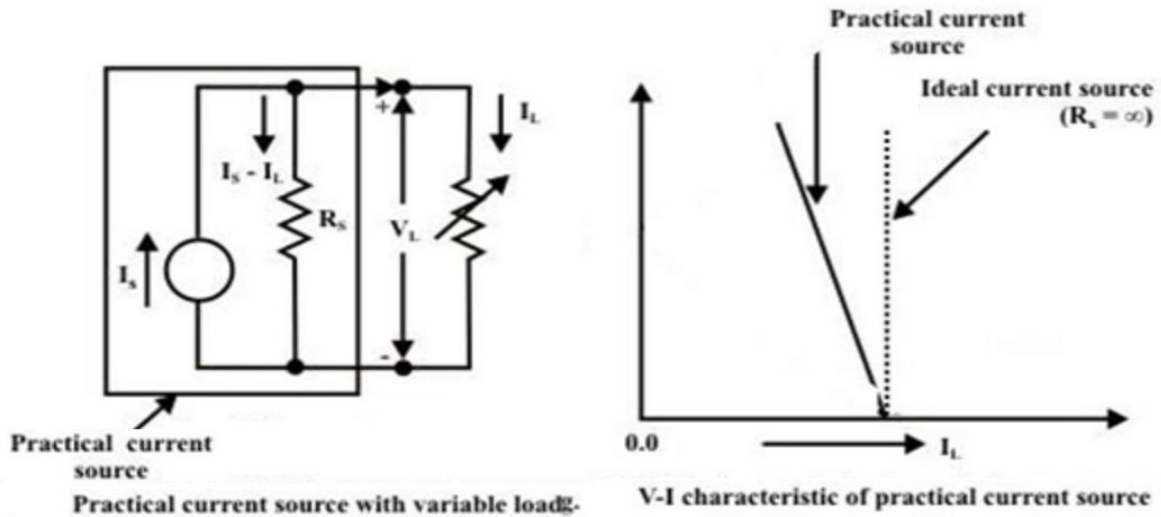 Practical current
source
Ideal current source
(Rs = ∞)
IL
+
IS - IL
RS
VL
Is
-
Practical current
source
0.0
IL
Practical current source with variable loadg-
V-I characteristic of practical current source